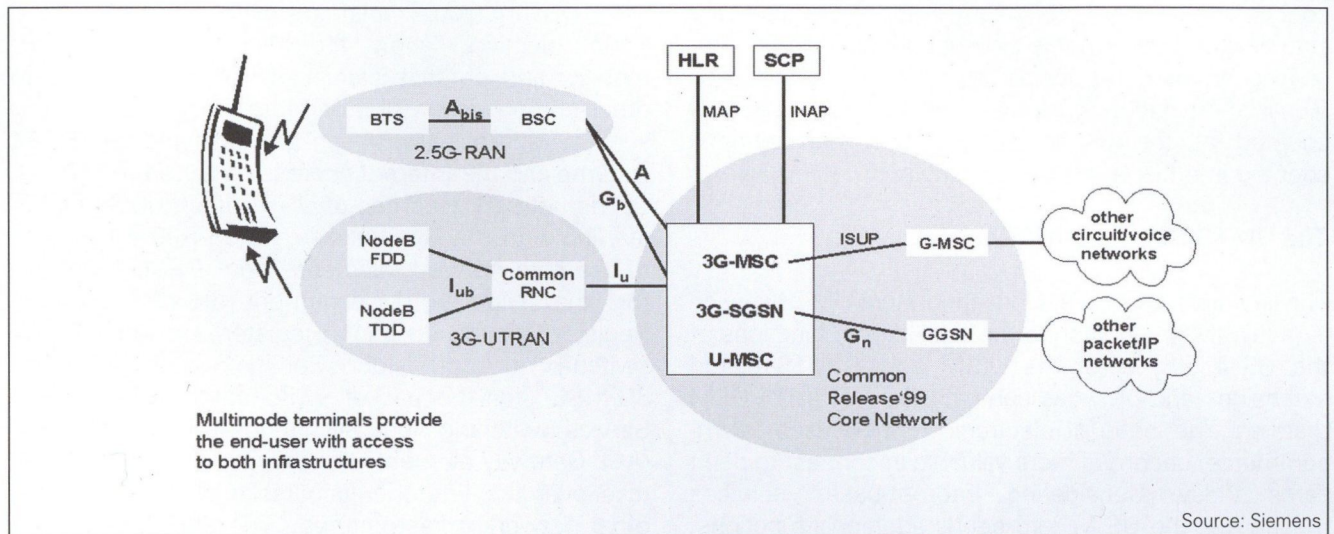 HLR
SCP
MAP
INAP
BTS
Abis
BSC
2.5G-RAN
A
Gb
NodeB
FDD
Iub
Common
RNC
Iu
NodeB
TDD
3G-UTRAN
3G-MSC
3G-SGSN
U-MSC
ISUP
G-MSC
Gn
GGSN
other
circuit/voice
networks
other
packet/IP
networks
Common
Release'99
Core Network
Multimode terminals provide
the end-user with access
to both infrastructures
Source: Siemens